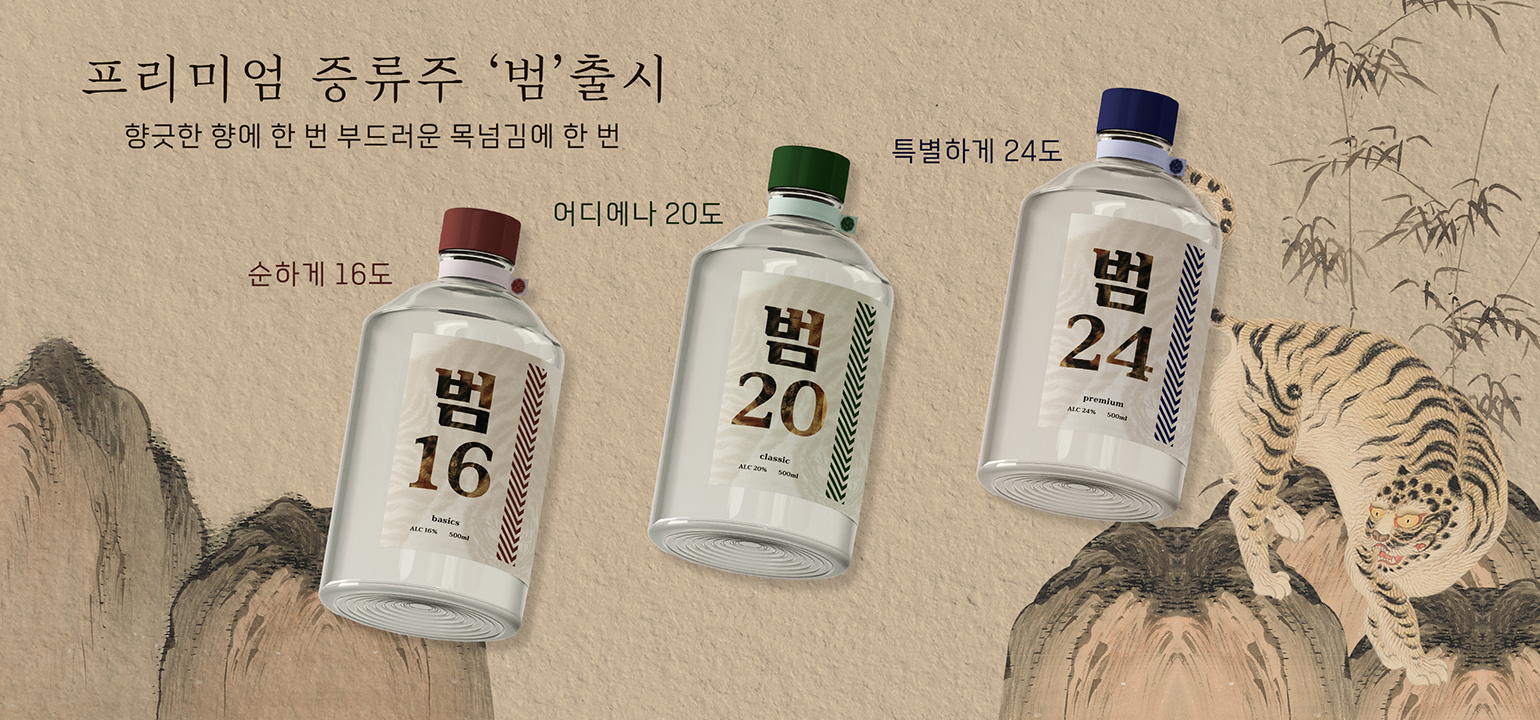 프리미엄 증류주 ‘범’출시
향긋한 향에 한 번 부드러운 목넘김에 한 번
순하게 16도
범
16
basics
ALC 16% 500ml
어디에나 20도
범
20
classic
ALC 20% 500ml
특별하게 24도
범
24
premium
ALC 24% 500ml